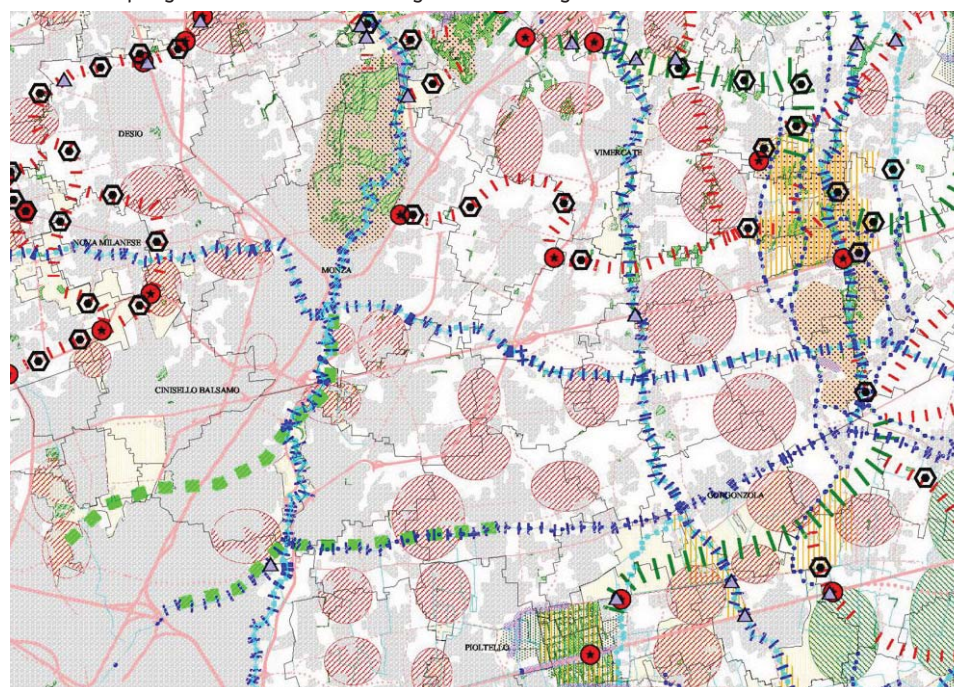 DESIO
VIMERCATE
NOVA MILANESE
MONZA
CINISELLO BALSAMO
GORGONZOLA
PIOLTELLO